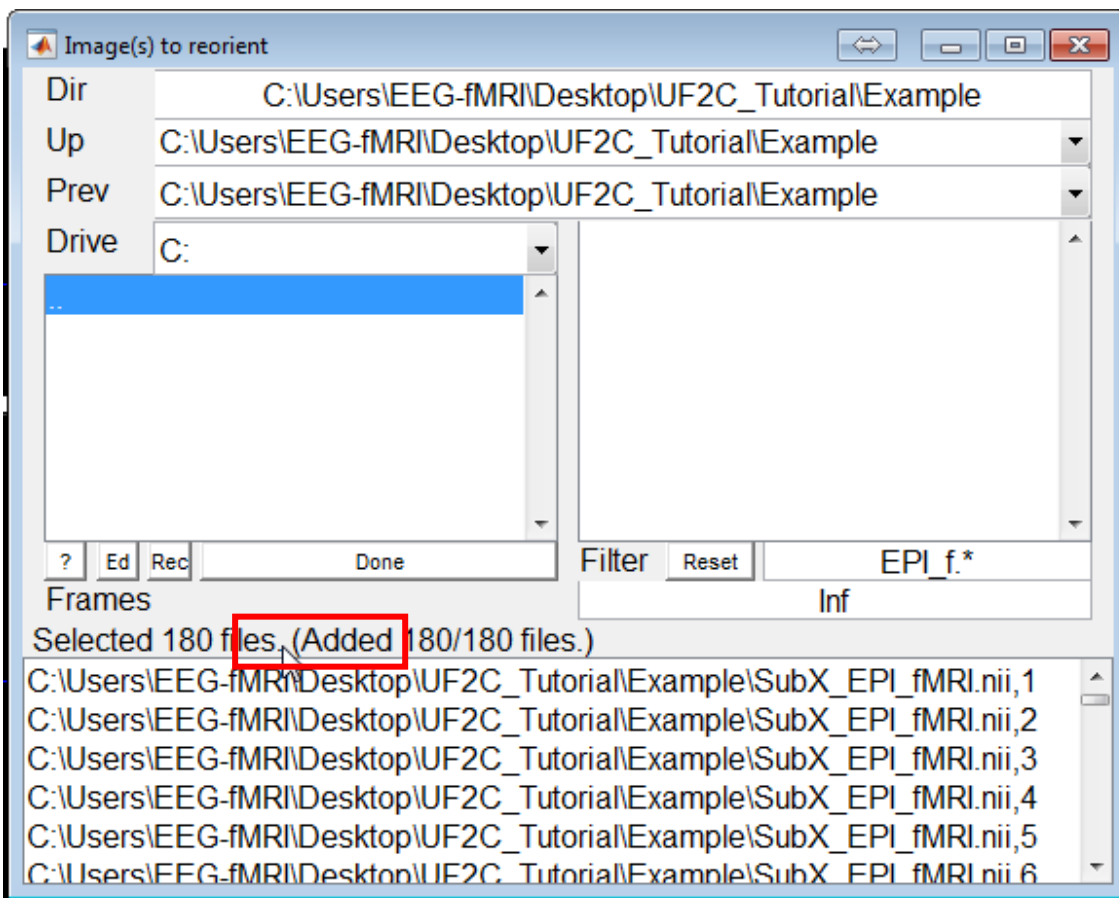 Image(s) to reorient
Dir C:\Users\EEG-fMRI\Desktop\UF2C_Tutorial\Example
Up C:\Users\EEG-fMRI\Desktop\UF2C_Tutorial\Example
Prev C:\Users\EEG-fMRI\Desktop\UF2C_Tutorial\Example
Drive C:
..
? Ed Rec Done Filter Reset EPI_f.*
Frames Inf
Selected 180 files. (Added 180/180 files.)
C:\Users\EEG-fMRI\Desktop\UF2C_Tutorial\Example\SubX_EPI_fMRI.nii,1
C:\Users\EEG-fMRI\Desktop\UF2C_Tutorial\Example\SubX_EPI_fMRI.nii,2
C:\Users\EEG-fMRI\Desktop\UF2C_Tutorial\Example\SubX_EPI_fMRI.nii,3
C:\Users\EEG-fMRI\Desktop\UF2C_Tutorial\Example\SubX_EPI_fMRI.nii,4
C:\Users\EEG-fMRI\Desktop\UF2C_Tutorial\Example\SubX_EPI_fMRI.nii,5
C:\Users\EEG-fMRI\Desktop\UF2C_Tutorial\Example\SubX_EPI_fMRI.nii,6